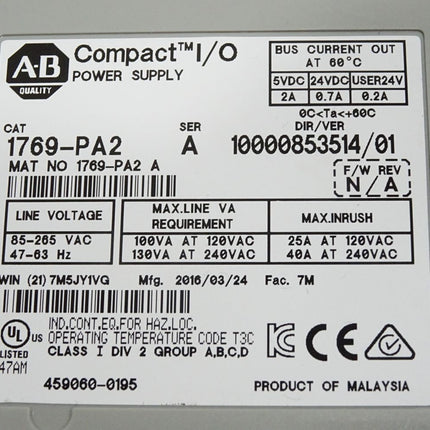 A-B
QUALITY
Compact™ I/O
POWER SUPPLY
BUS CURRENT OUT
AT 60°C
5VDC 24VDC USER24V
2A 0.7A 0.2A
0C<Ta<+60C
CAT SER DIR/VER
1769-PA2 A 10000853514/01
MAT NO 1769-PA2 A
F/W REV
N/A
LINE VOLTAGE
85-265 VAC
47-63 Hz
MAX.LINE VA
REQUIREMENT
100VA AT 120VAC
130VA AT 240VAC
MAX.INRUSH
25A AT 120VAC
40A AT 240VAC
WIN (21) 7M5JY1VG Mfg. 2016/03/24 Fac. 7M
C UL US
LISTED
47AM
IND.CONT.EQ.FOR HAZ.LOC.
OPERATING TEMPERATURE CODE T3C
CLASS I DIV 2 GROUP A,B,C,D
CE
459060-0195
PRODUCT OF MALAYSIA